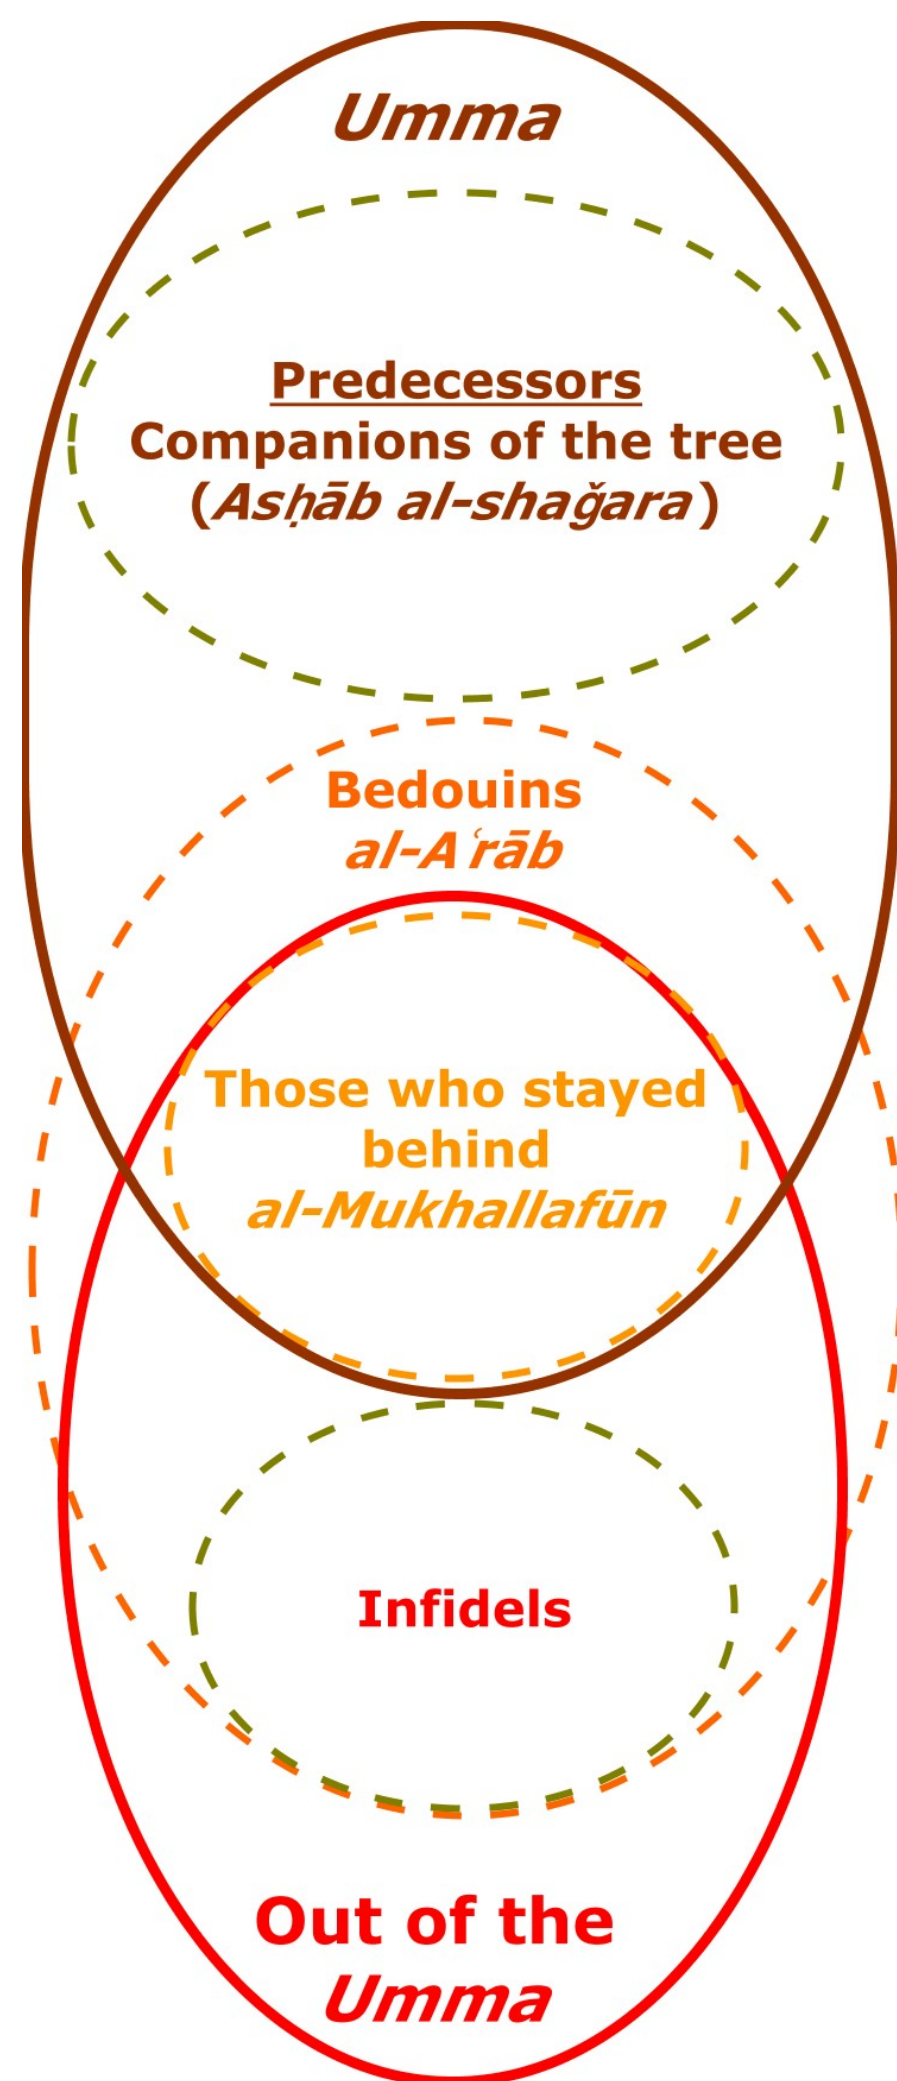 Umma
Predecessors
Companions of the tree
(Asḥāb al-shaǧara)
Bedouins
al-Aʿrāb
Those who stayed
behind
al-Mukhallafūn
Infidels
Out of the
Umma